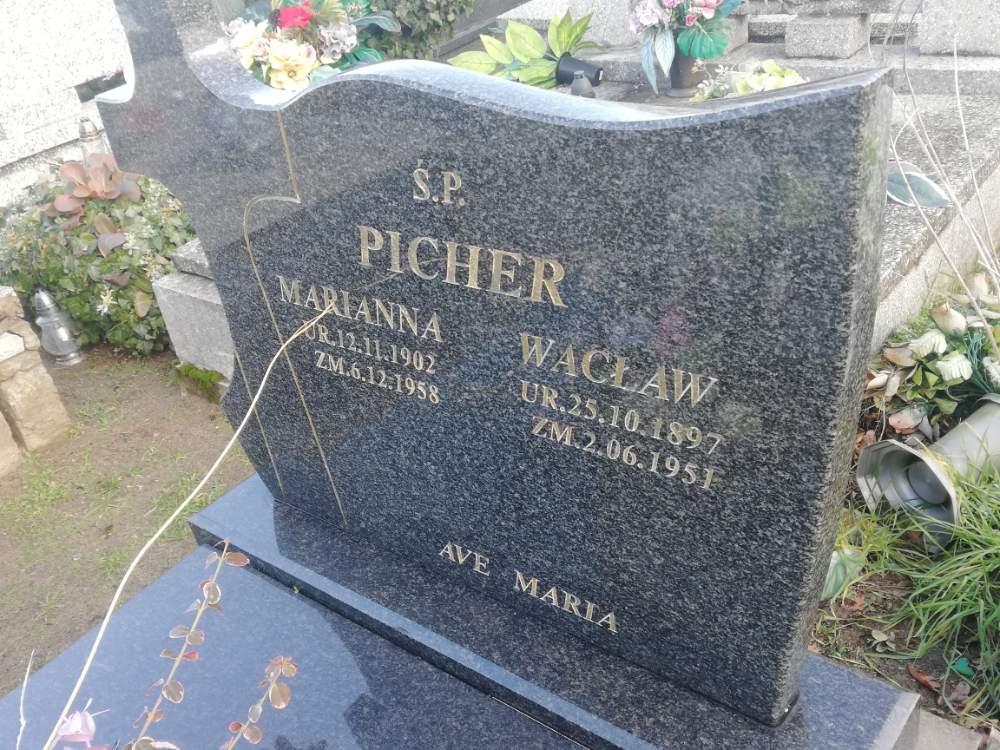 Ś.P.
PICHER
MARIANNA
UR.12.11.1902
ZM.6.12.1958
WACŁAW
UR.25.10.1897
ZM.2.06.1951
AVE MARIA